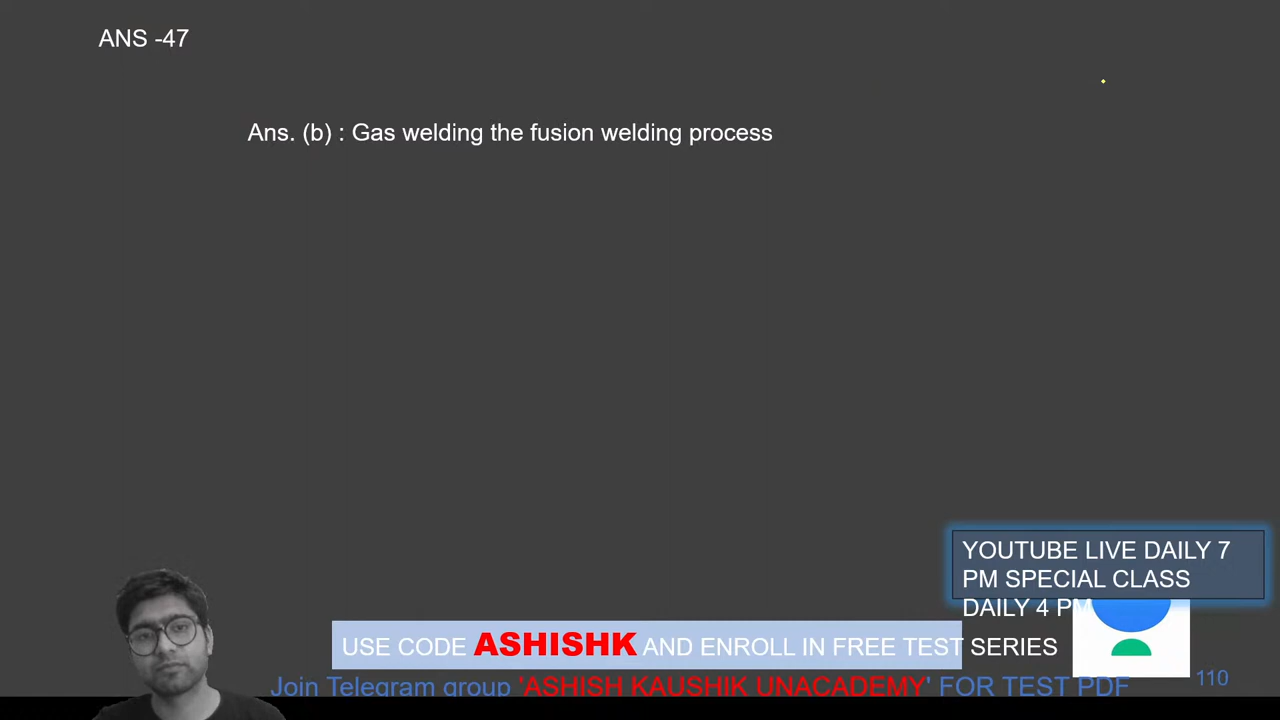 ANS -47
Ans. (b) : Gas welding the fusion welding process
YOUTUBE LIVE DAILY 7
PM SPECIAL CLASS
DAILY 4 PM
USE CODE ASHISHK AND ENROLL IN FREE TEST SERIES
Join Telegram group 'ASHISH KAUSHIK UNACADEMY' FOR TEST PDF
110